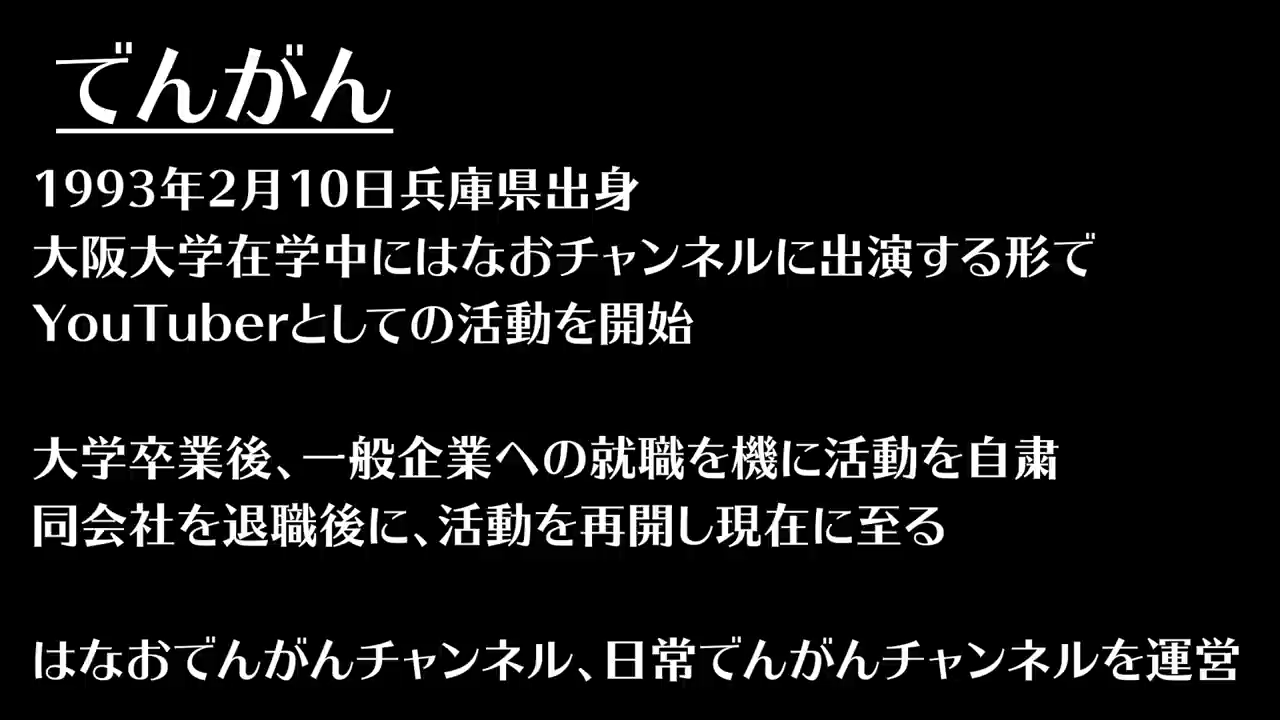 でんがん
1993年2月10日兵庫県出身
大阪大学在学中にはなおチャンネルに出演する形で
YouTuberとしての活動を開始
大学卒業後、一般企業への就職を機に活動を自粛
同会社を退職後に、活動を再開し現在に至る
はなおでんがんチャンネル、日常でんがんチャンネルを運営